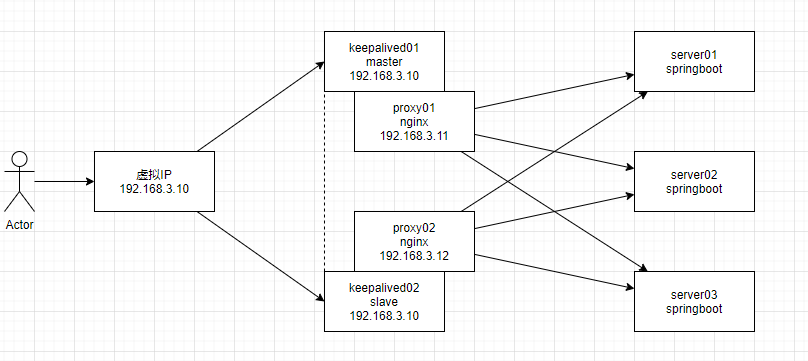 Actor
虚拟IP
192.168.3.10
keepalived01
master
192.168.3.10
proxy01
nginx
192.168.3.11
proxy02
nginx
192.168.3.12
keepalived02
slave
192.168.3.10
server01
springboot
server02
springboot
server03
springboot